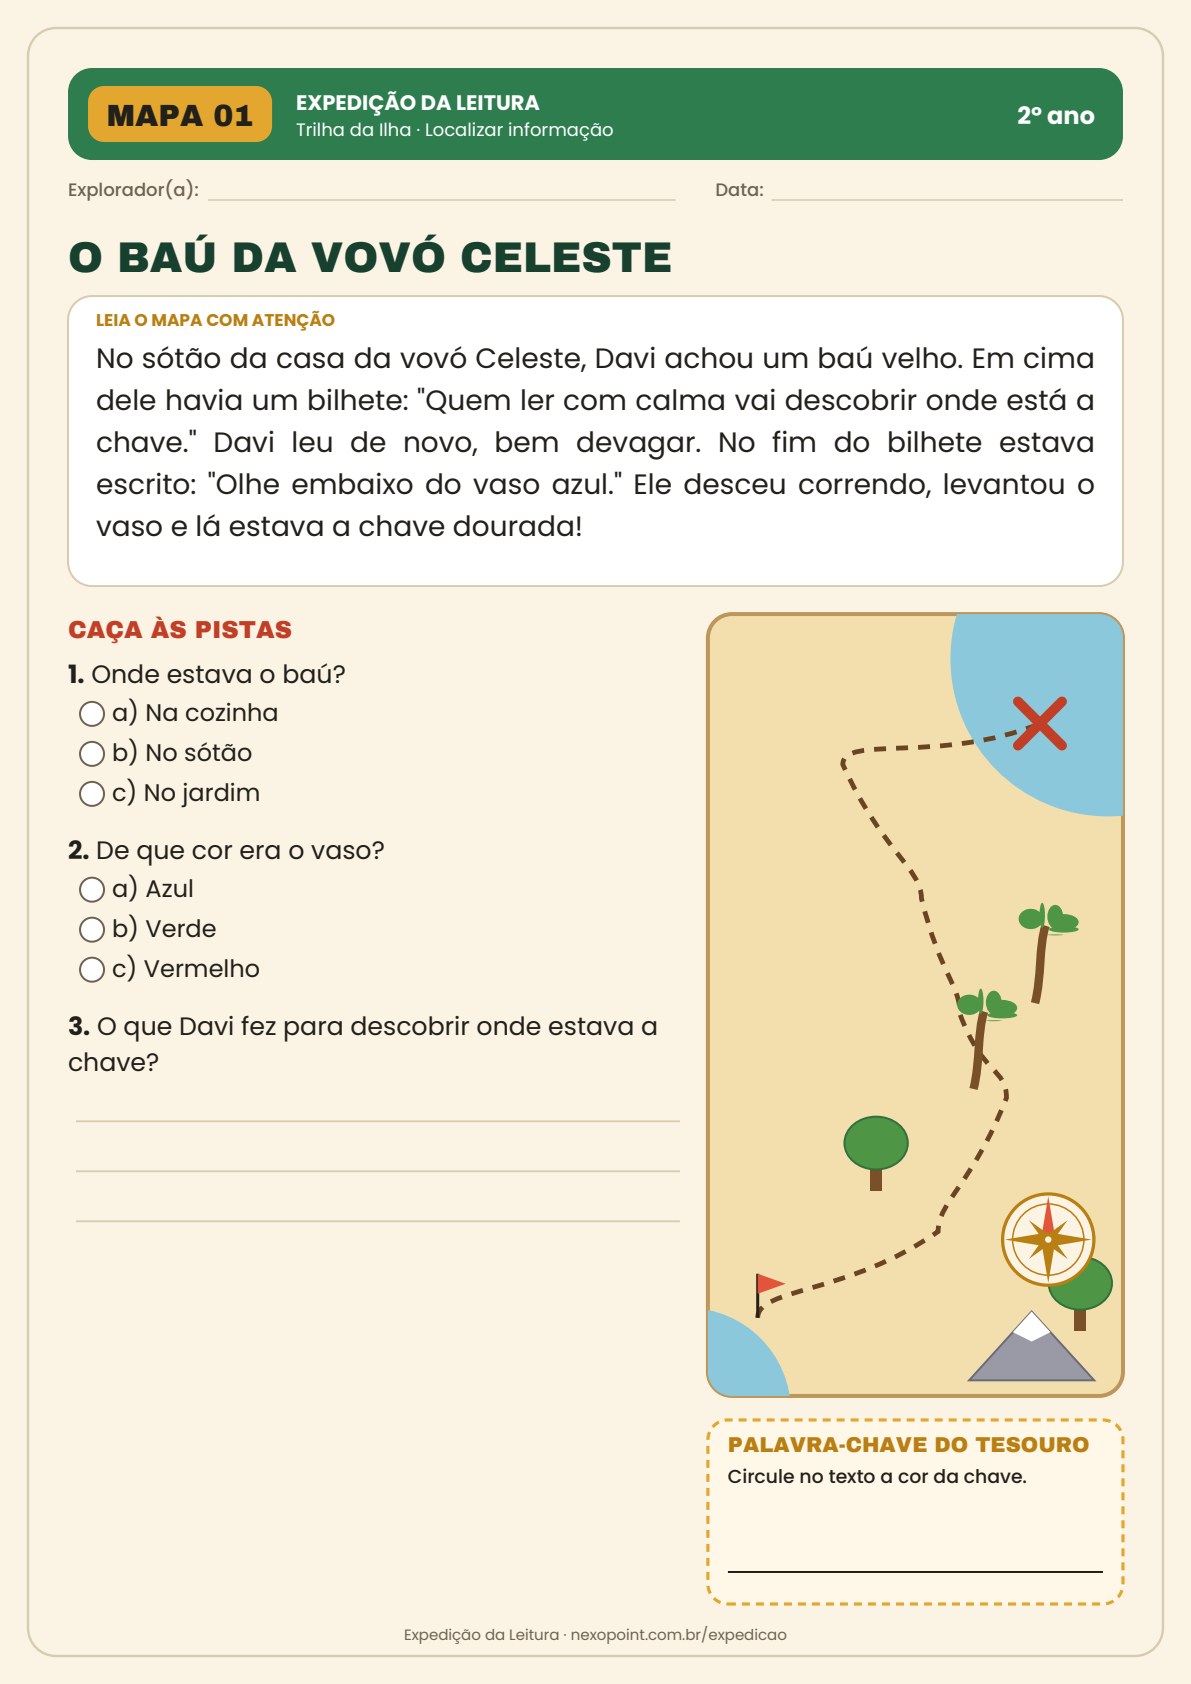 MAPA 01
EXPEDIÇÃO DA LEITURA
Trilha da Ilha · Localizar informação
2º ano
Explorador(a):
Data:
O BAÚ DA VOVÓ CELESTE
LEIA O MAPA COM ATENÇÃO
No sótão da casa da vovó Celeste, Davi achou um baú velho. Em cima
dele havia um bilhete: "Quem ler com calma vai descobrir onde está a
chave." Davi leu de novo, bem devagar. No fim do bilhete estava
escrito: "Olhe embaixo do vaso azul." Ele desceu correndo, levantou o
vaso e lá estava a chave dourada!
CAÇA ÀS PISTAS
1. Onde estava o baú?
a) Na cozinha
b) No sótão
c) No jardim
2. De que cor era o vaso?
a) Azul
b) Verde
c) Vermelho
3. O que Davi fez para descobrir onde estava a
chave?
PALAVRA-CHAVE DO TESOURO
Circule no texto a cor da chave.
Expedição da Leitura · nexopoint.com.br/expedicao